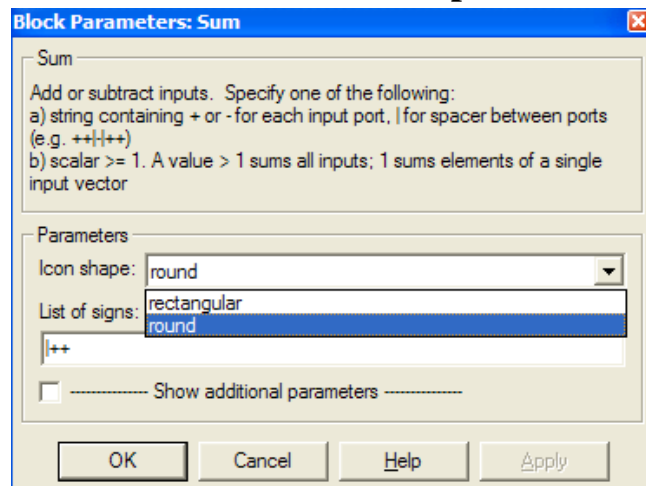 Block Parameters: Sum
Sum
Add or subtract inputs. Specify one of the following:
a) string containing + or - for each input port, | for spacer between ports
(e.g. ++|-|++)
b) scalar >= 1. A value > 1 sums all inputs; 1 sums elements of a single
input vector
Parameters
Icon shape: round
rectangular
List of signs:
round
|++
--------------- Show additional parameters ---------------
OK Cancel Help Apply